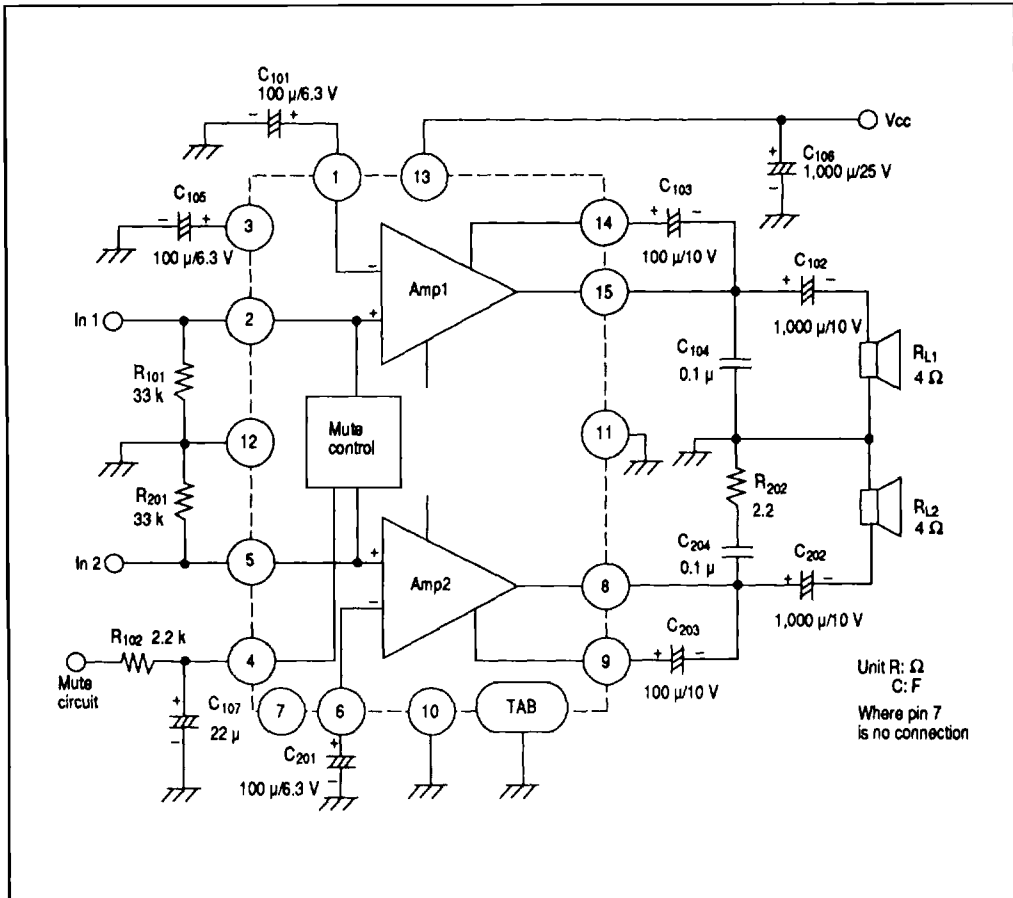 C101
100 µ/6.3 V
− +
Vcc
1
13
C105
− +
100 µ/6.3 V
3
C103
+ −
100 µ/10 V
14
+
C106
1,000 µ/25 V
−
−
Amp1
+
15
C102
+ −
1,000 µ/10 V
In 1
2
R101
33 k
C104
0.1 µ
RL1
4 Ω
12
Mute
control
11
R201
33 k
R202
2.2
RL2
4 Ω
In 2
5
+
Amp2
−
C204
0.1 µ
8
C202
+ −
1,000 µ/10 V
R102 2.2 k
Mute
circuit
4
9
C203
+ −
100 µ/10 V
+
C107
22 µ
−
7
6
10
TAB
C201
+
100 µ/6.3 V
−
Unit R: Ω
C: F
Where pin 7
is no connection